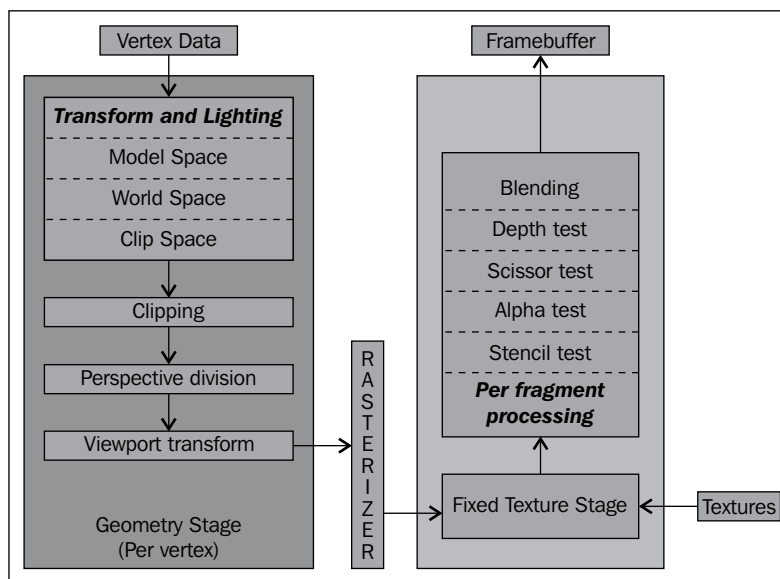 Vertex Data
Transform and Lighting
Model Space
World Space
Clip Space
Clipping
Perspective division
Viewport transform
Geometry Stage
(Per vertex)
RASTERIZER
Framebuffer
Blending
Depth test
Scissor test
Alpha test
Stencil test
Per fragment
processing
Fixed Texture Stage
Textures